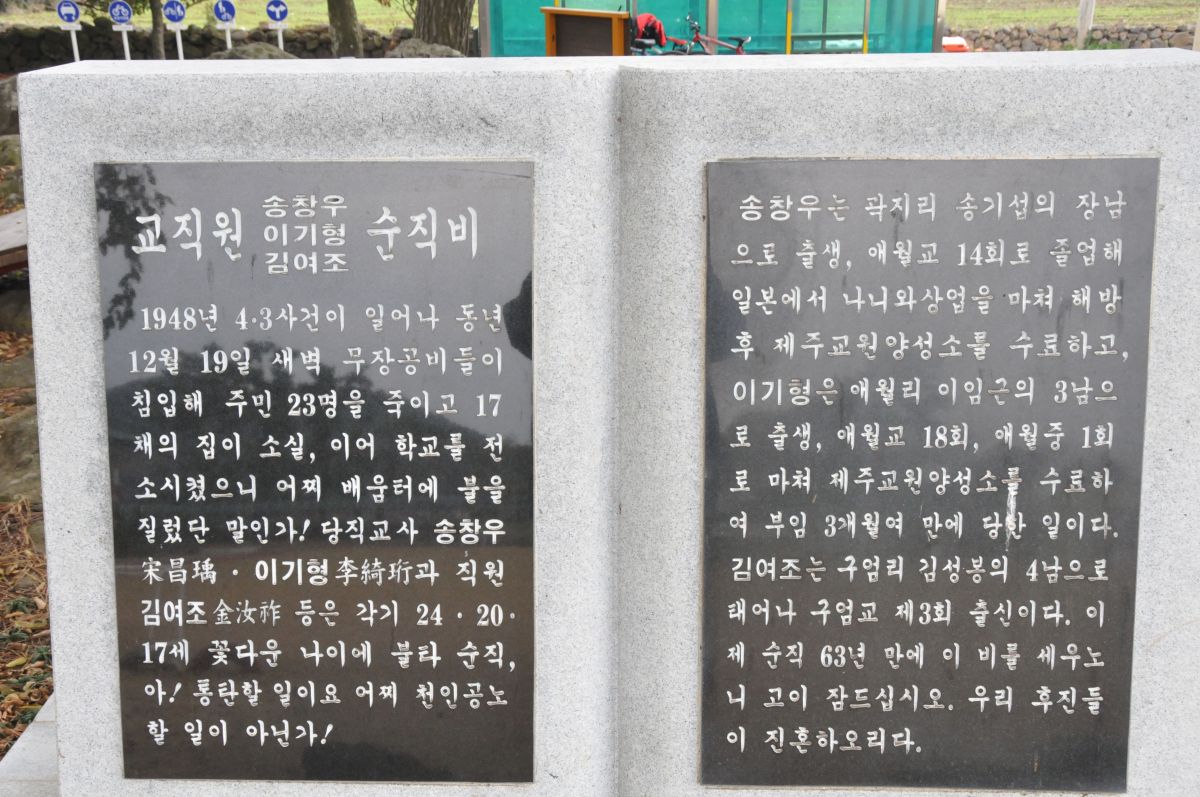 교직원 송창우 이기형 김여조 순직비
1948년 4·3사건이 일어나 동년
12월 19일 새벽 무장공비들이
침입해 주민 23명을 죽이고 17
채의 집이 소실, 이어 학교를 전
소시켰으니 어찌 배움터에 불을
질렀단 말인가! 당직교사 송창우
宋昌瑀·이기형李綺珩과 직원
김여조金汝祚 등은 각기 24·20·
17세 꽃다운 나이에 불타 순직,
아! 통탄할 일이요 어찌 천인공노
할 일이 아닌가!
송창우는 곽지리 송기섭의 장남
으로 출생, 애월교 14회로 졸업해
일본에서 나니와상업을 마쳐 해방
후 제주교원양성소를 수료하고,
이기형은 애월리 이임근의 3남으
로 출생, 애월교 18회, 애월중 1회
로 마쳐 제주교원양성소를 수료하
여 부임 3개월여 만에 당한 일이다.
김여조는 구엄리 김성봉의 4남으로
태어나 구엄교 제3회 출신이다. 이
제 순직 63년 만에 이 비를 세우노
니 고이 잠드십시오. 우리 후진들
이 진혼하오리다.